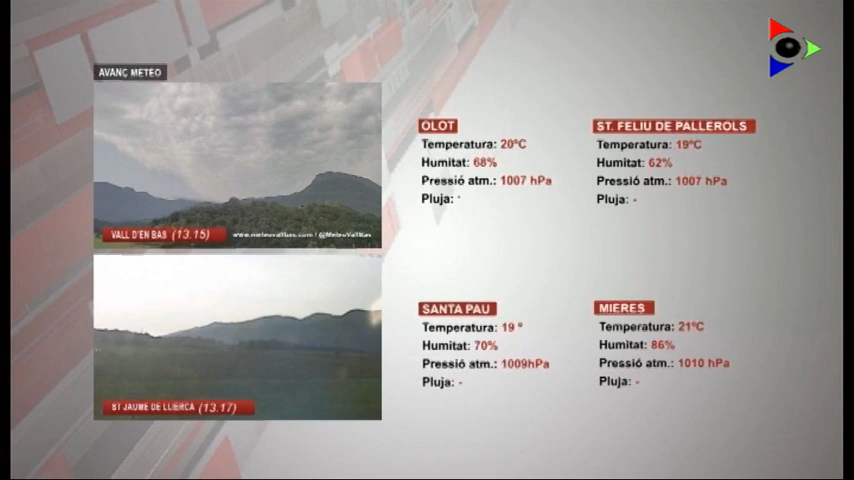 AVANÇ METEO
VALL D'EN BAS (13.15)
www.meteovallbas.com / @MeteoVallBas
ST JAUME DE LLIERCA (13.17)
OLOT
Temperatura: 20ºC
Humitat: 68%
Pressió atm.: 1007 hPa
Pluja: -
ST. FELIU DE PALLEROLS
Temperatura: 19ºC
Humitat: 62%
Pressió atm.: 1007 hPa
Pluja: -
SANTA PAU
Temperatura: 19 º
Humitat: 70%
Pressió atm.: 1009hPa
Pluja: -
MIERES
Temperatura: 21ºC
Humitat: 86%
Pressió atm.: 1010 hPa
Pluja: -